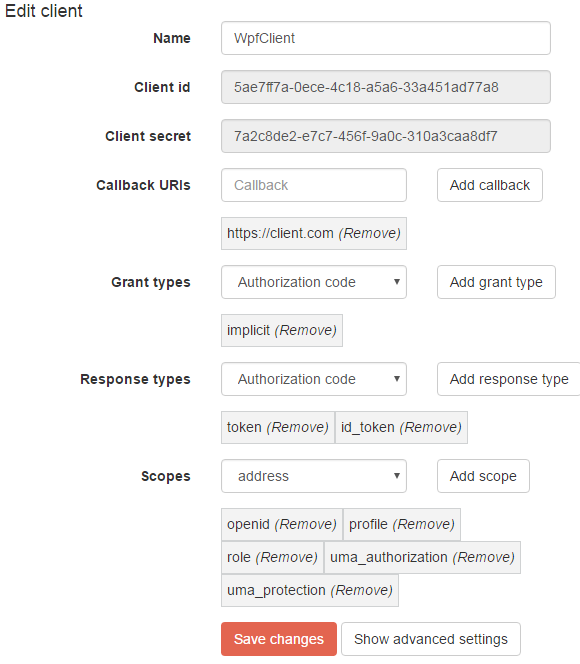 Edit client
Name WpfClient
Client id 5ae7ff7a-0ece-4c18-a5a6-33a451ad77a8
Client secret 7a2c8de2-e7c7-456f-9a0c-310a3caa8df7
Callback URIs Callback Add callback
https://client.com (Remove)
Grant types Authorization code Add grant type
implicit (Remove)
Response types Authorization code Add response type
token (Remove) id_token (Remove)
Scopes address Add scope
openid (Remove) profile (Remove)
role (Remove) uma_authorization (Remove)
uma_protection (Remove)
Save changes Show advanced settings